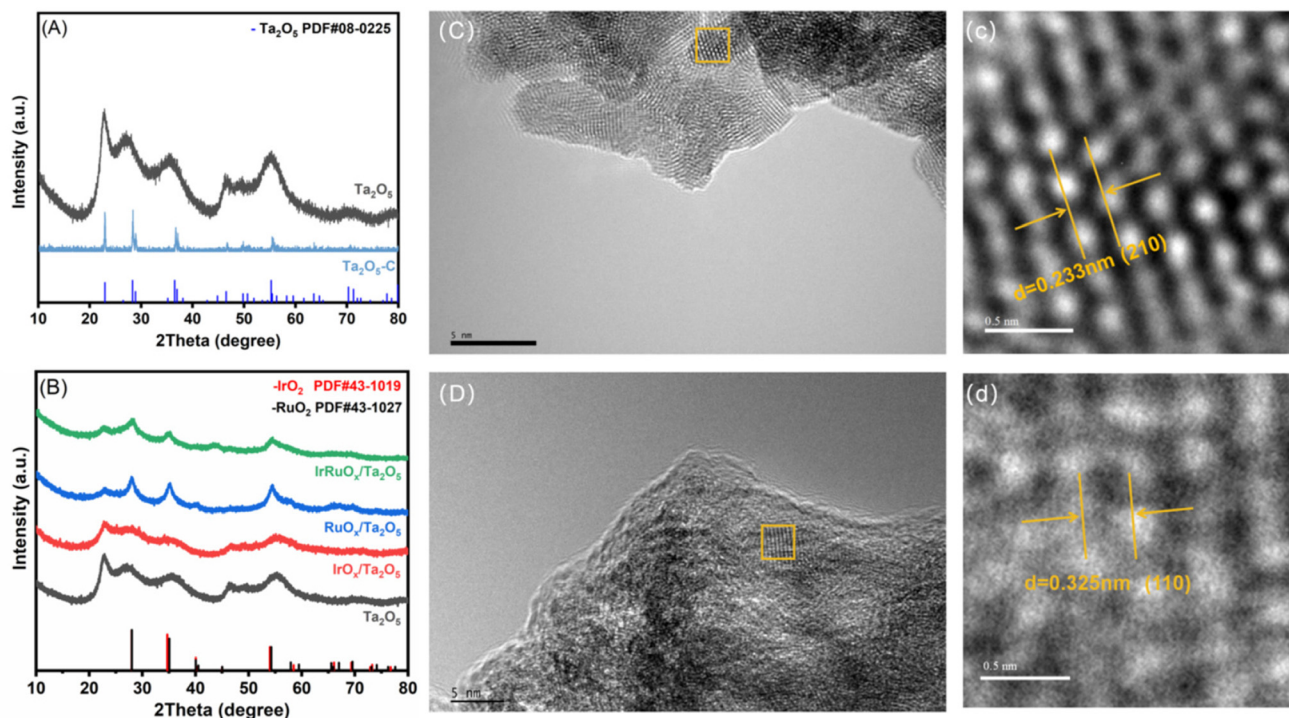 (A)
- Ta₂O₅ PDF#08-0225
Intensity (a.u.)
Ta₂O₅
Ta₂O₅-C
10 20 30 40 50 60 70 80
2Theta (degree)
(C)
5 nm
(c)
d=0.233nm (210)
0.5 nm
(B)
-IrO₂ PDF#43-1019
-RuO₂ PDF#43-1027
Intensity (a.u.)
IrRuOₓ/Ta₂O₅
RuOₓ/Ta₂O₅
IrOₓ/Ta₂O₅
Ta₂O₅
10 20 30 40 50 60 70 80
2Theta (degree)
(D)
5 nm
(d)
d=0.325nm (110)
0.5 nm